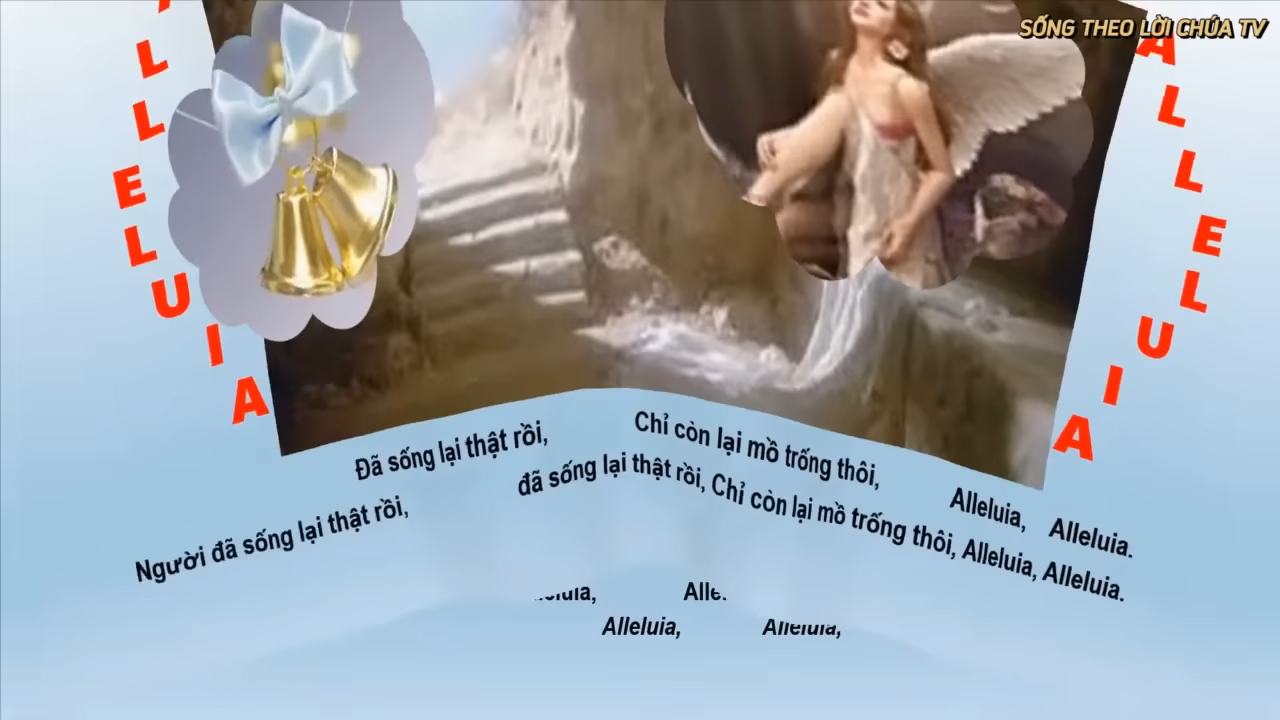 SỐNG THEO LỜI CHÚA TV
LLELUIA
ALLELUIA
Đã sống lại thật rồi, Chỉ còn lại mồ trống thôi, Alleluia, Alleluia.
Người đã sống lại thật rồi, đã sống lại thật rồi, Chỉ còn lại mồ trống thôi, Alleluia, Alleluia.
Alleluia, Alleluia,